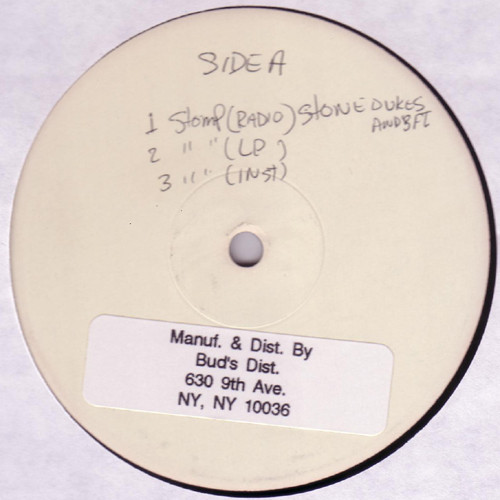 SIDE A
1 Stomp (RADIO) STONE DUKES
AND BFI
2 " " (LP)
3 " " (INST)
Manuf. & Dist. By
Bud's Dist.
630 9th Ave.
NY, NY 10036